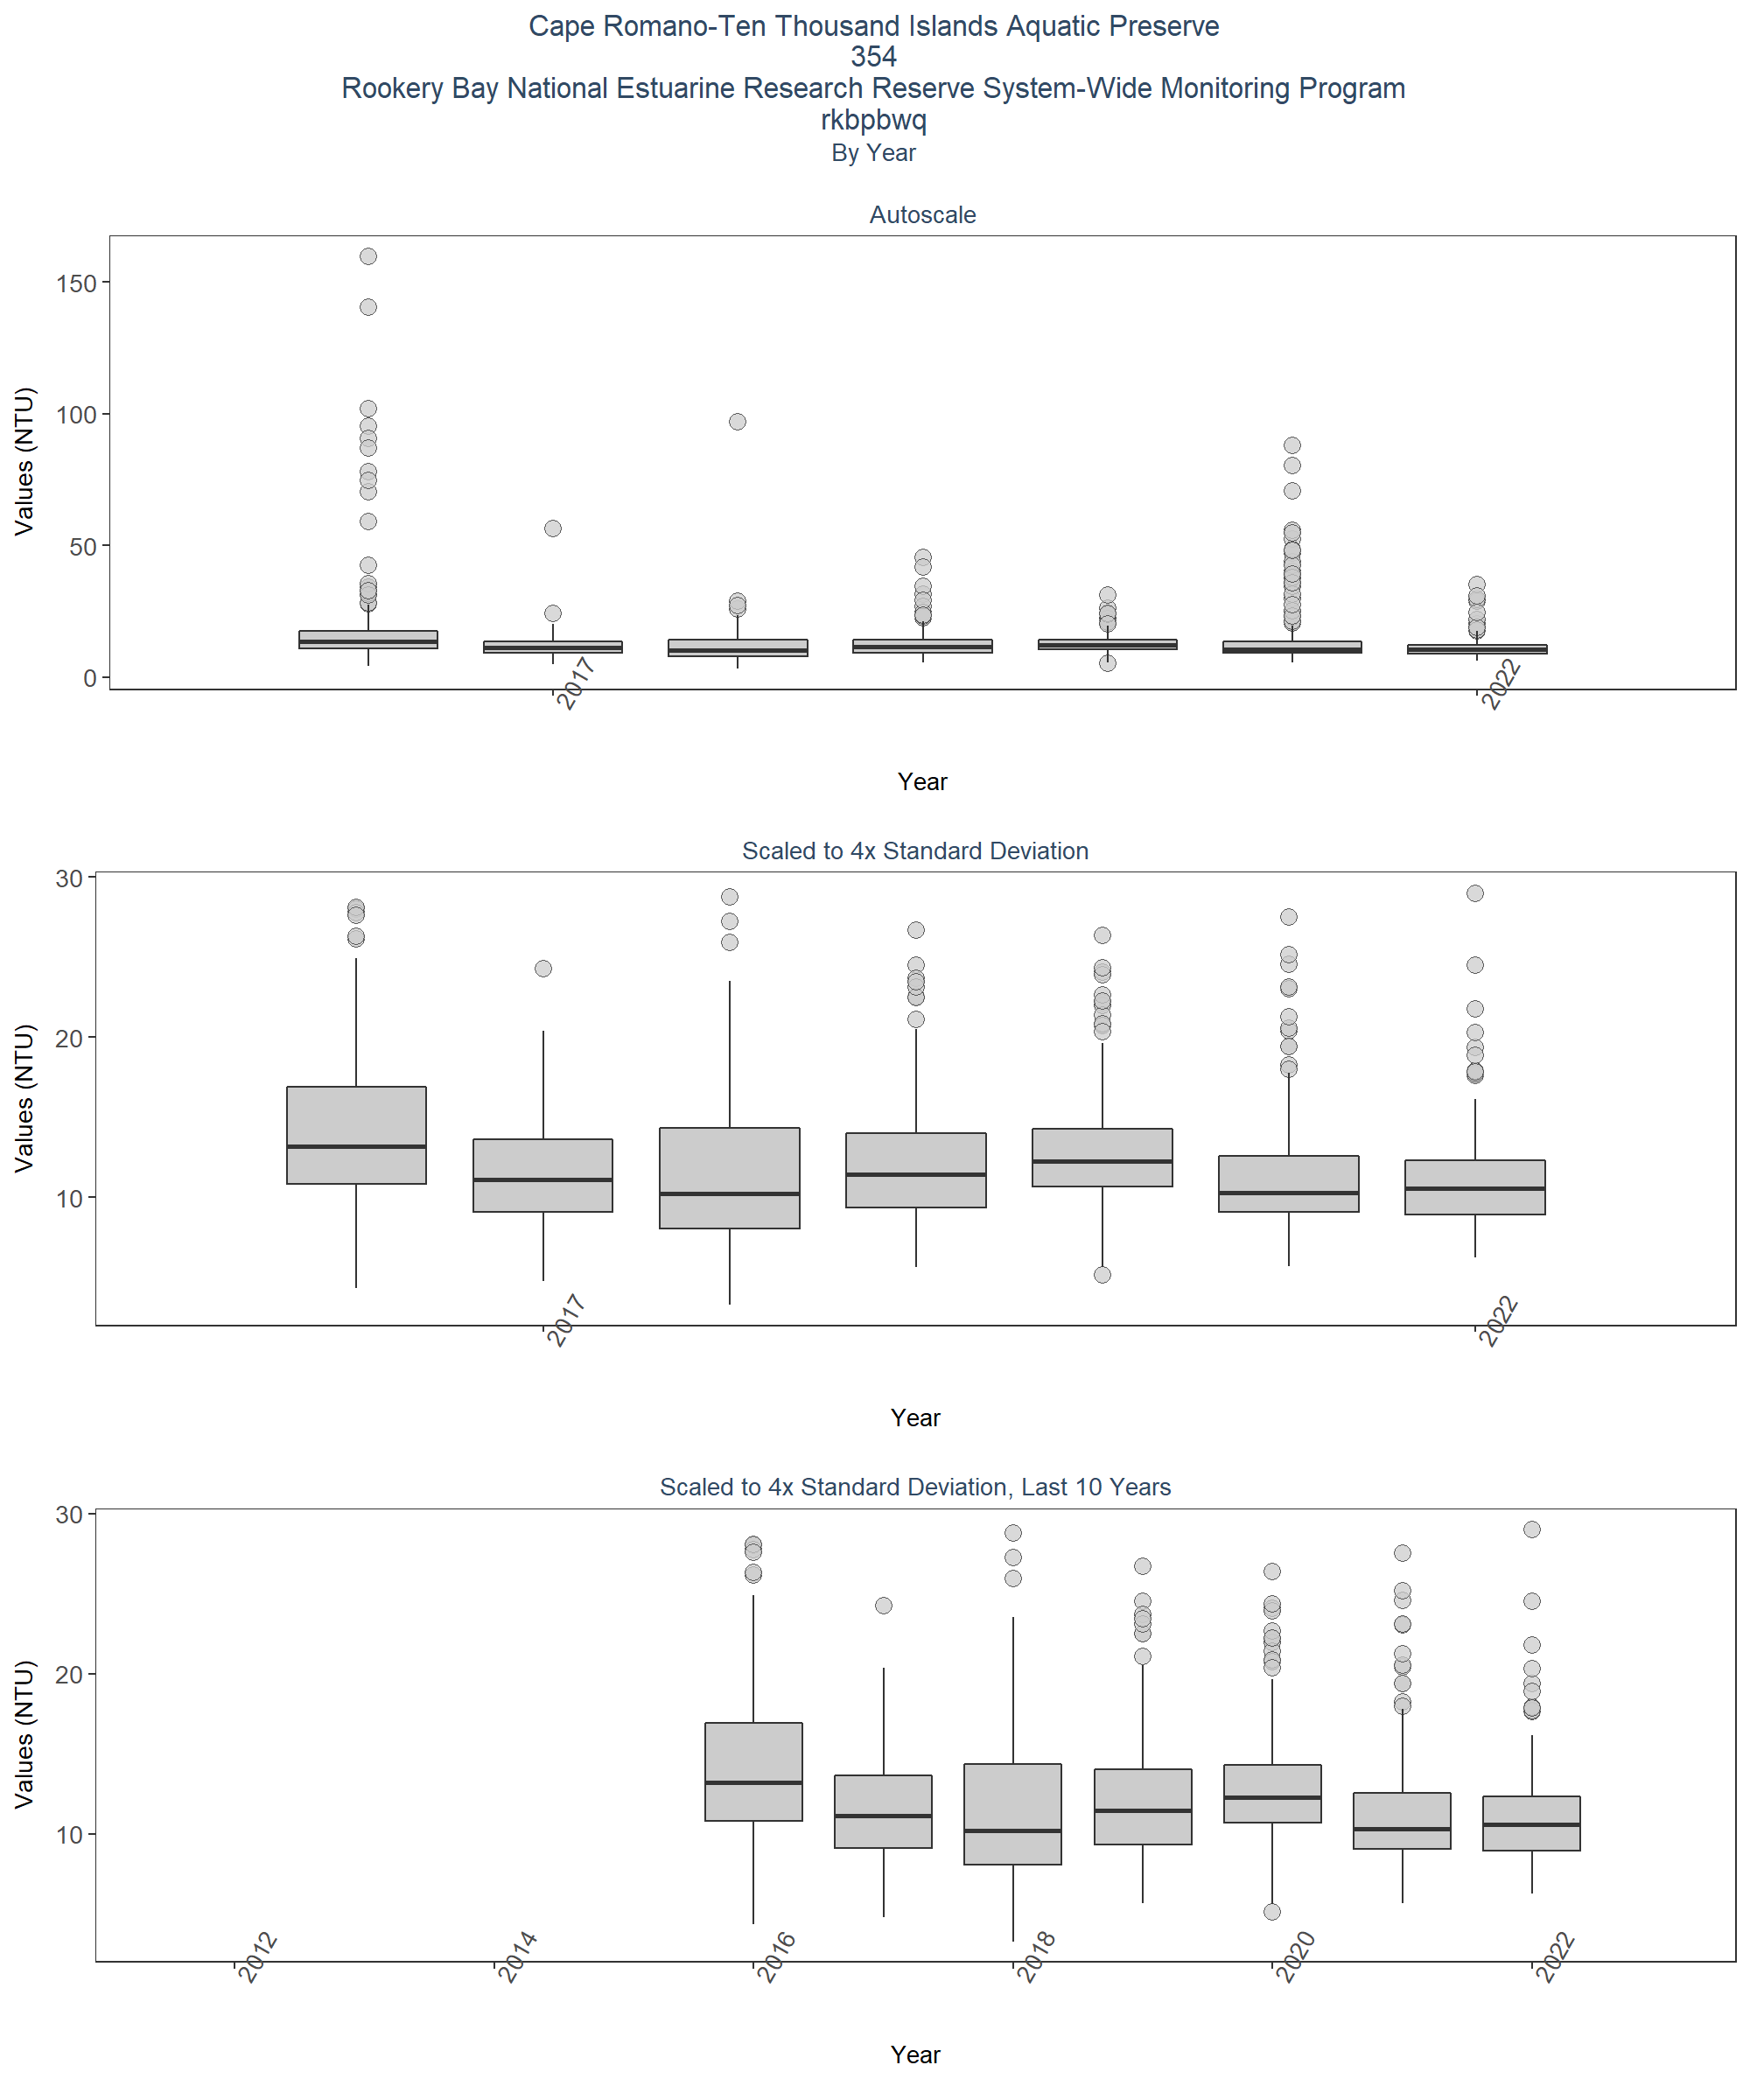 Cape Romano-Ten Thousand Islands Aquatic Preserve
354
Rookery Bay National Estuarine Research Reserve System-Wide Monitoring Program
rkbpbwq
By Year
Autoscale
Values (NTU)
150
100
50
0
2017
2022
Year
Scaled to 4x Standard Deviation
Values (NTU)
30
20
10
2017
2022
Year
Scaled to 4x Standard Deviation, Last 10 Years
Values (NTU)
30
20
10
2012
2014
2016
2018
2020
2022
Year